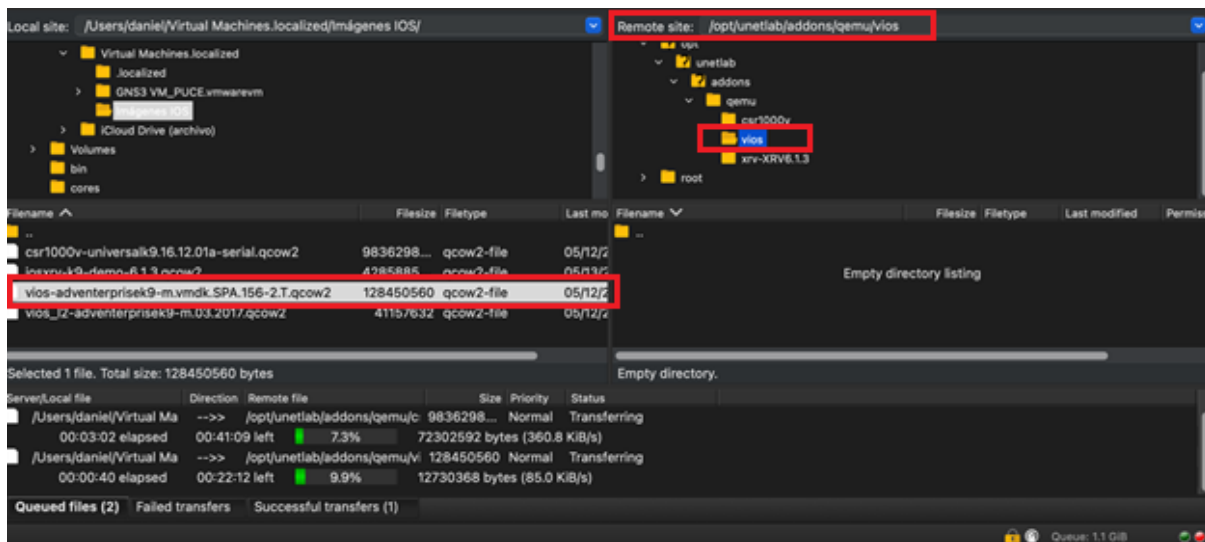 Local site: /Users/daniel/Virtual Machines.localized/Imágenes IOS/
Virtual Machines.localized
.localized
GNS3 VM_PUCE.vmwarevm
Imágenes IOS
iCloud Drive (archivo)
Volumes
bin
cores
Remote site: /opt/unetlab/addons/qemu/vios
opt
unetlab
addons
qemu
csr1000v
vios
xrv-XRV6.1.3
root
Filename Filesize Filetype Last mo
..
csr1000v-universalk9.16.12.01a-serial.qcow2 9836298... qcow2-file 05/12/2
iosxrv-k9-demo-6.1.3.qcow2 4285885... qcow2-file 05/13/2
vios-adventerprisek9-m.vmdk.SPA.156-2.T.qcow2 128450560 qcow2-file 05/12/2
vios_l2-adventerprisek9-m.03.2017.qcow2 41157632 qcow2-file 05/12/2
Selected 1 file. Total size: 128450560 bytes
Filename Filesize Filetype Last modified Permiss
..
Empty directory listing
Empty directory.
Server/Local file Direction Remote file Size Priority Status
/Users/daniel/Virtual Ma -->> /opt/unetlab/addons/qemu/c 9836298... Normal Transferring
00:03:02 elapsed 00:41:09 left 7.3% 72302592 bytes (360.8 KiB/s)
/Users/daniel/Virtual Ma -->> /opt/unetlab/addons/qemu/vi 128450560 Normal Transferring
00:00:40 elapsed 00:22:12 left 9.9% 12730368 bytes (85.0 KiB/s)
Queued files (2) Failed transfers Successful transfers (1)
Queue: 1.1 GiB